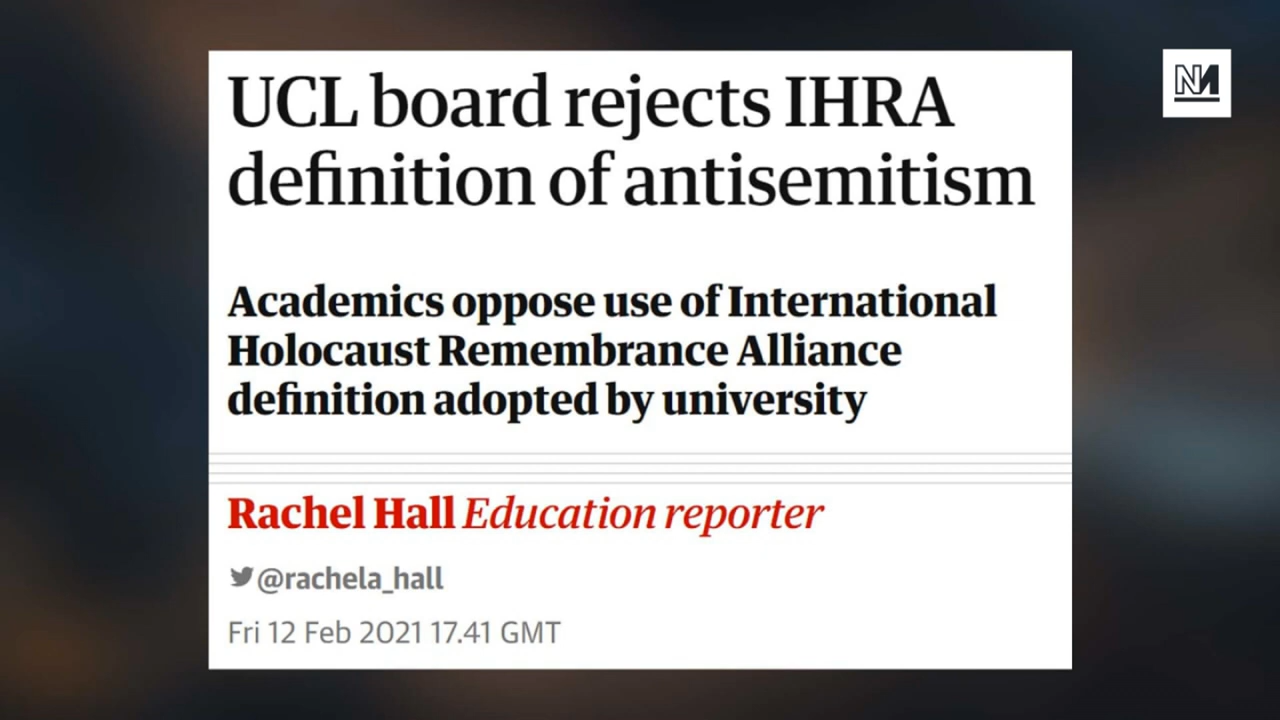 UCL board rejects IHRA
definition of antisemitism
Academics oppose use of International
Holocaust Remembrance Alliance
definition adopted by university
Rachel Hall Education reporter
@rachela_hall
Fri 12 Feb 2021 17.41 GMT
NM